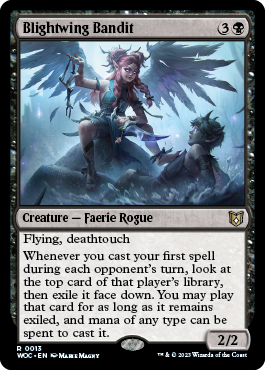 Blightwing Bandit 3
Creature — Faerie Rogue
Flying, deathtouch
Whenever you cast your first spell
during each opponent's turn, look at
the top card of that player's library,
then exile it face down. You may play
that card for as long as it remains
exiled, and mana of any type can be
spent to cast it.
2/2
R 0013
WOC • EN Marie Magny
™ & © 2023 Wizards of the Coast